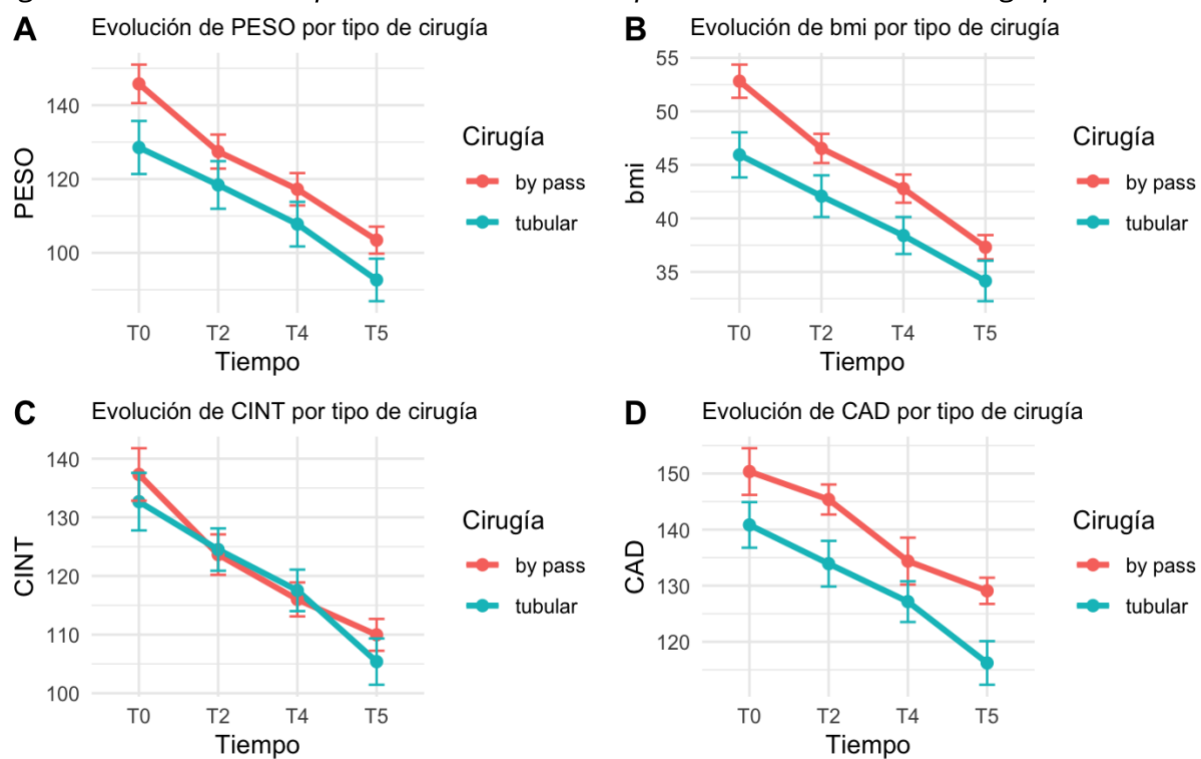 A Evolución de PESO por tipo de cirugía
PESO
140
120
100
T0 T2 T4 T5
Tiempo
Cirugía
by pass
tubular
B Evolución de bmi por tipo de cirugía
bmi
55
50
45
40
35
T0 T2 T4 T5
Tiempo
Cirugía
by pass
tubular
C Evolución de CINT por tipo de cirugía
CINT
140
130
120
110
100
T0 T2 T4 T5
Tiempo
Cirugía
by pass
tubular
D Evolución de CAD por tipo de cirugía
CAD
150
140
130
120
T0 T2 T4 T5
Tiempo
Cirugía
by pass
tubular